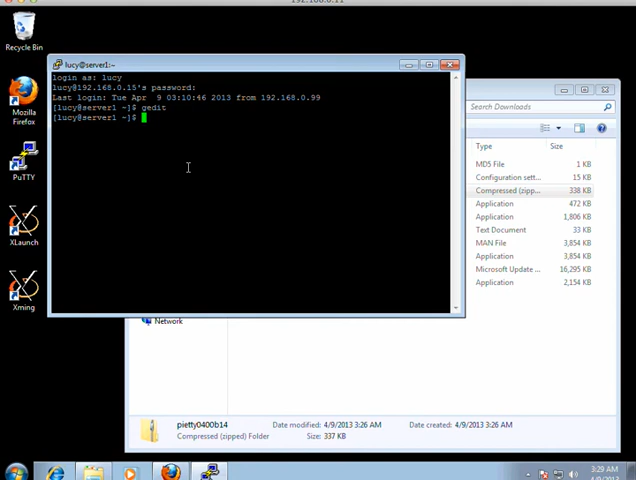 192.168.0.11
Recycle Bin
Mozilla
Firefox
PuTTY
XLaunch
Xming
lucy@server1:~
login as: lucy
lucy@192.168.0.15's password:
Last login: Tue Apr  9 03:10:46 2013 from 192.168.0.99
[lucy@server1 ~]$ gedit
[lucy@server1 ~]$
Search Downloads
Type Size
MD5 File 1 KB
Configuration sett... 15 KB
Compressed (zipp... 338 KB
Application 472 KB
Application 1,806 KB
Text Document 33 KB
MAN File 3,854 KB
Application 3,854 KB
Microsoft Update ... 16,295 KB
Application 2,154 KB
Network
pietty0400b14 Date modified: 4/9/2013 3:26 AM Date created: 4/9/2013 3:26 AM
Compressed (zipped) Folder Size: 337 KB
3:29 AM
4/9/2013